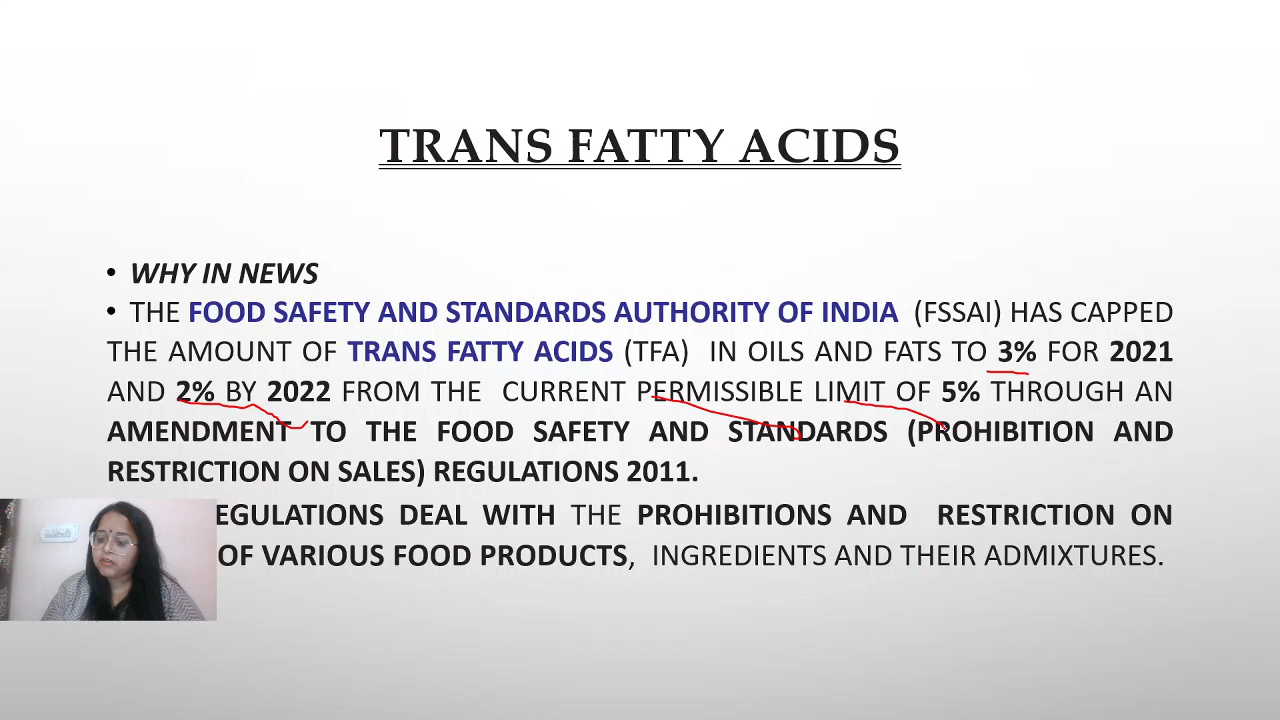 TRANS FATTY ACIDS
• WHY IN NEWS
• THE FOOD SAFETY AND STANDARDS AUTHORITY OF INDIA (FSSAI) HAS CAPPED
THE AMOUNT OF TRANS FATTY ACIDS (TFA) IN OILS AND FATS TO 3% FOR 2021
AND 2% BY 2022 FROM THE CURRENT PERMISSIBLE LIMIT OF 5% THROUGH AN
AMENDMENT TO THE FOOD SAFETY AND STANDARDS (PROHIBITION AND
RESTRICTION ON SALES) REGULATIONS 2011.
EGULATIONS DEAL WITH THE PROHIBITIONS AND RESTRICTION ON
OF VARIOUS FOOD PRODUCTS, INGREDIENTS AND THEIR ADMIXTURES.